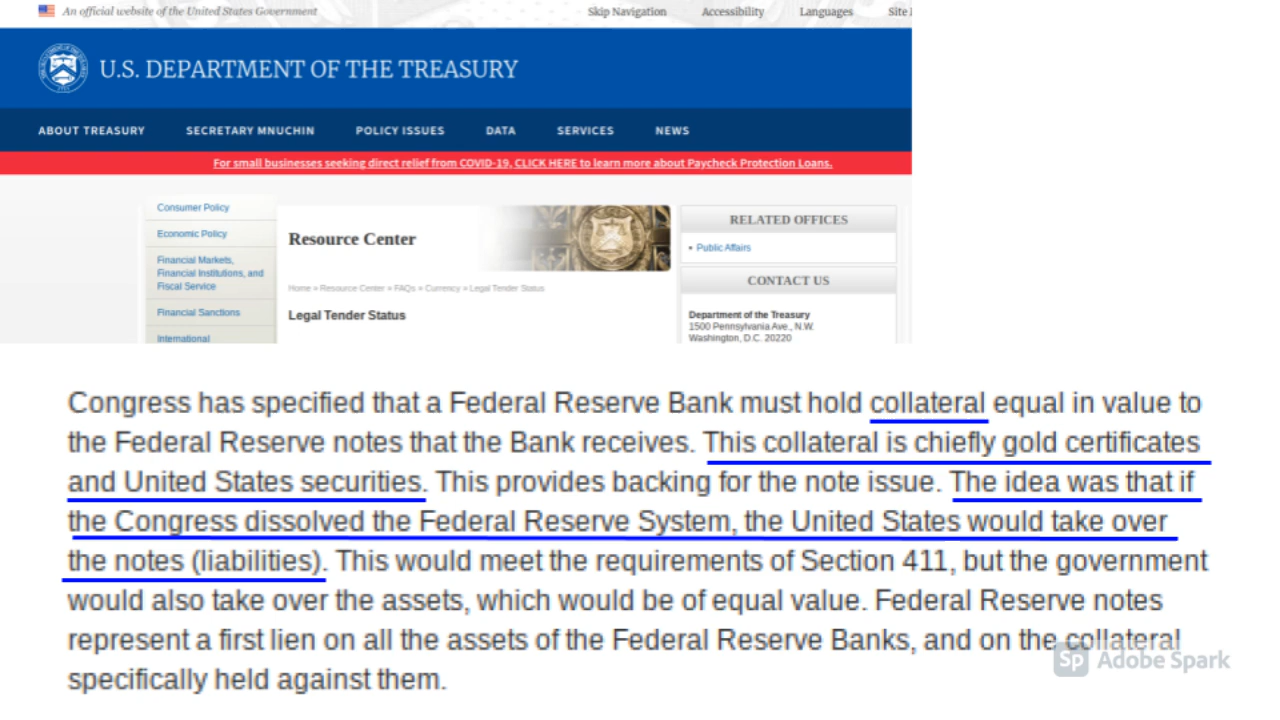 An official website of the United States Government
Skip Navigation Accessibility Languages Site
U.S. DEPARTMENT OF THE TREASURY
ABOUT TREASURY SECRETARY MNUCHIN POLICY ISSUES DATA SERVICES NEWS
For small businesses seeking direct relief from COVID-19, CLICK HERE to learn more about Paycheck Protection Loans.
Consumer Policy
Economic Policy
Financial Markets,
Financial Institutions, and
Fiscal Service
Financial Sanctions
International
Resource Center
Home » Resource Center » FAQs » Currency » Legal Tender Status
Legal Tender Status
RELATED OFFICES
• Public Affairs
CONTACT US
Department of the Treasury
1500 Pennsylvania Ave., N.W.
Washington, D.C. 20220
Congress has specified that a Federal Reserve Bank must hold collateral equal in value to
the Federal Reserve notes that the Bank receives. This collateral is chiefly gold certificates
and United States securities. This provides backing for the note issue. The idea was that if
the Congress dissolved the Federal Reserve System, the United States would take over
the notes (liabilities). This would meet the requirements of Section 411, but the government
would also take over the assets, which would be of equal value. Federal Reserve notes
represent a first lien on all the assets of the Federal Reserve Banks, and on the collateral
specifically held against them.
Sp Adobe Spark